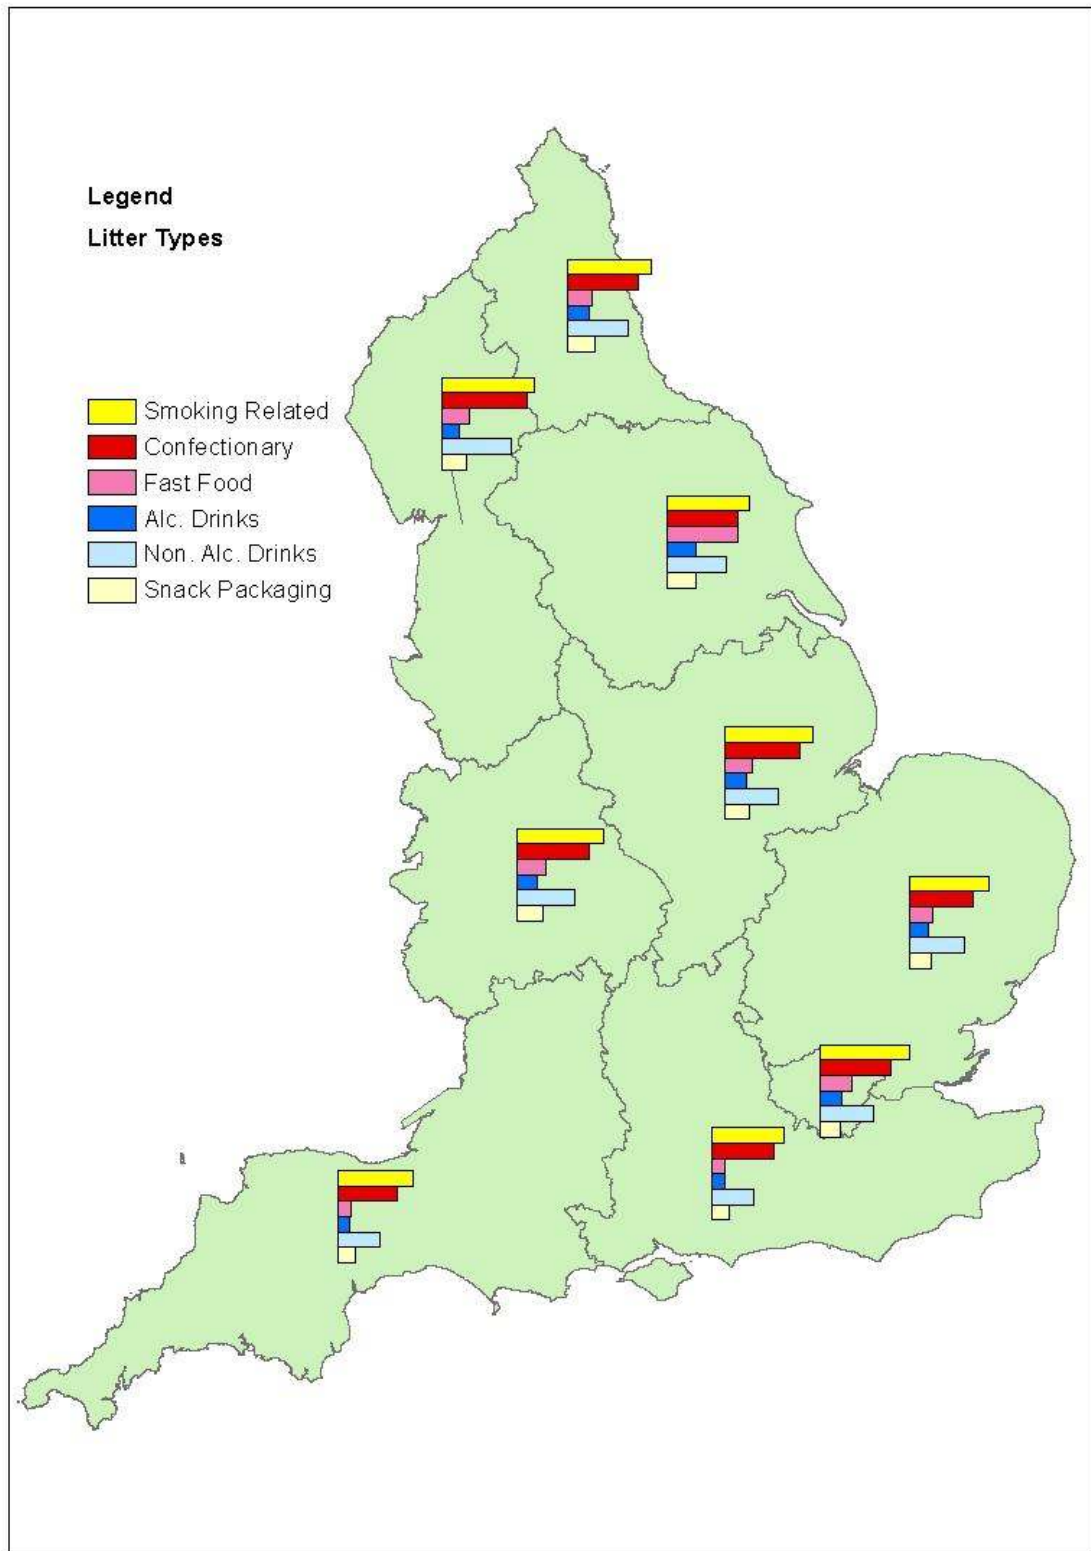 Legend
Litter Types
Smoking Related
Confectionary
Fast Food
Alc. Drinks
Non. Alc. Drinks
Snack Packaging